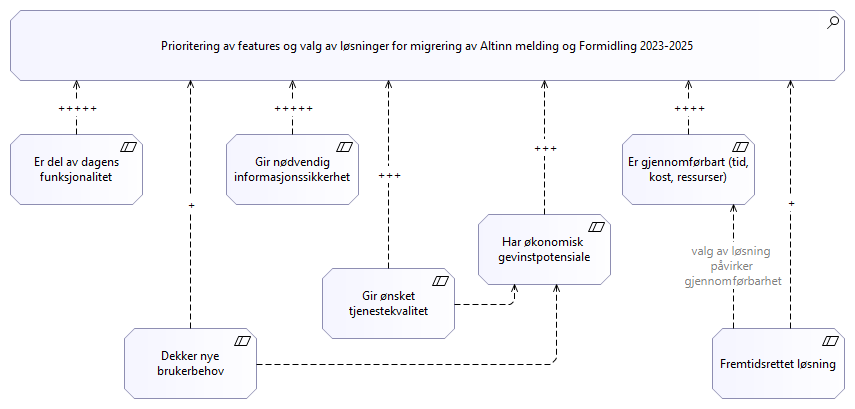 Prioritering av features og valg av løsninger for migrering av Altinn melding og Formidling 2023-2025
+++++
+++++
++++
Er del av dagens
funksjonalitet
Gir nødvendig
informasjonssikkerhet
+++
Er gjennomførbart (tid,
kost, ressurser)
+++
+
+
Har økonomisk
gevinstpotensiale
valg av løsning
påvirker
gjennomførbarhet
Gir ønsket
tjenestekvalitet
Dekker nye
brukerbehov
Fremtidsrettet løsning